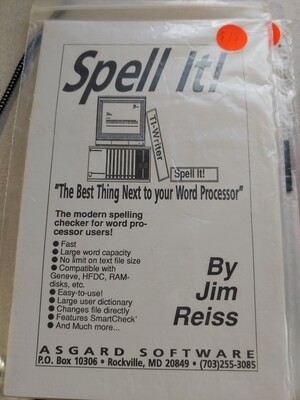 Spell It!
TI-Writer
Spell It!
"The Best Thing Next to your Word Processor"
The modern spelling
checker for word pro-
cessor users!
● Fast
● Large word capacity
● No limit on text file size
● Compatible with
Geneve, HFDC, RAM-
disks, etc.
● Easy-to-use!
● Large user dictionary
● Changes file directly
● Features SmartCheck'
● And Much more...
By
Jim
Reiss
ASGARD SOFTWARE
P.O. Box 10306 • Rockville, MD 20849 • (703)255-3085